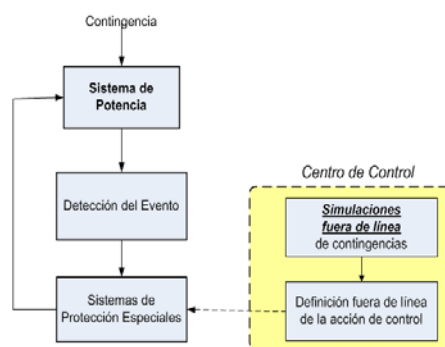 Contingencia
Sistema de
Potencia
Detección del Evento
Sistemas de
Protección Especiales
Centro de Control
Simulaciones
fuera de línea
de contingencias
Definición fuera de línea
de la acción de control